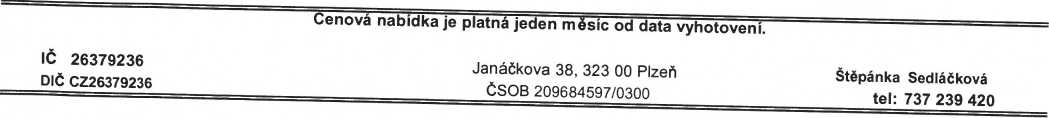 Cenová nabídka je platná jeden měsíc od data vyhotovení.
IČ 26379236
DIČ CZ26379236
Janáčkova 38, 323 00 Plzeň
ČSOB 209684597/0300
Štěpánka Sedláčková
tel: 737 239 420